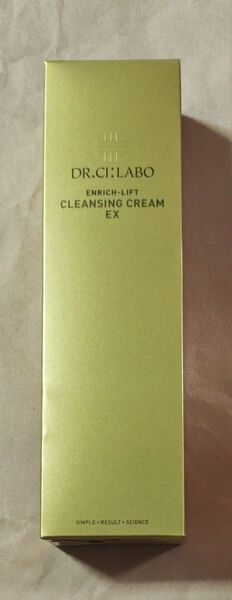 DR.CI:LABO
ENRICH-LIFT
CLEANSING CREAM
EX
SIMPLE+RESULT+SCIENCE